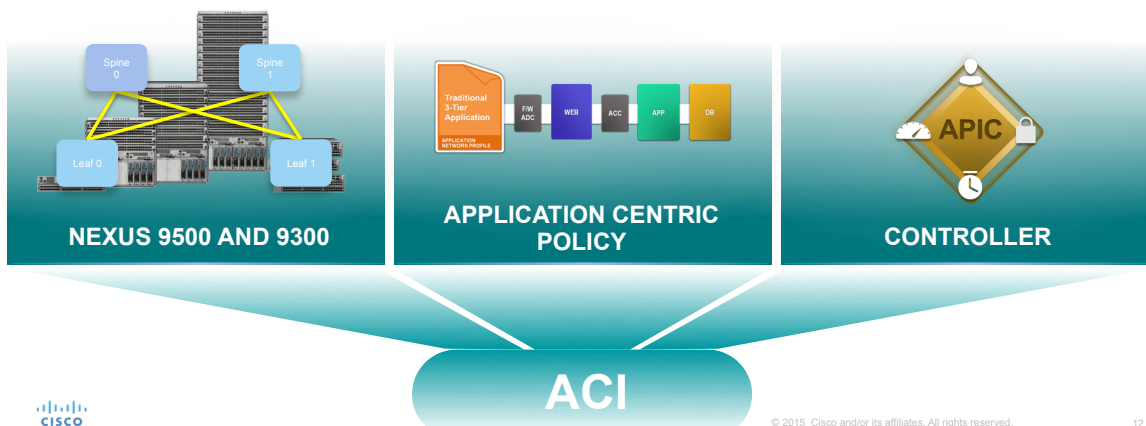 Spine
0
Spine
1
Leaf 0
Leaf 1
NEXUS 9500 AND 9300
Traditional
3-Tier
Application
APPLICATION
NETWORK PROFILE
F/W
ADC
WEB
ACC
APP
DB
APPLICATION CENTRIC
POLICY
APIC
CONTROLLER
ACI
CISCO
© 2015 Cisco and/or its affiliates. All rights reserved.
12